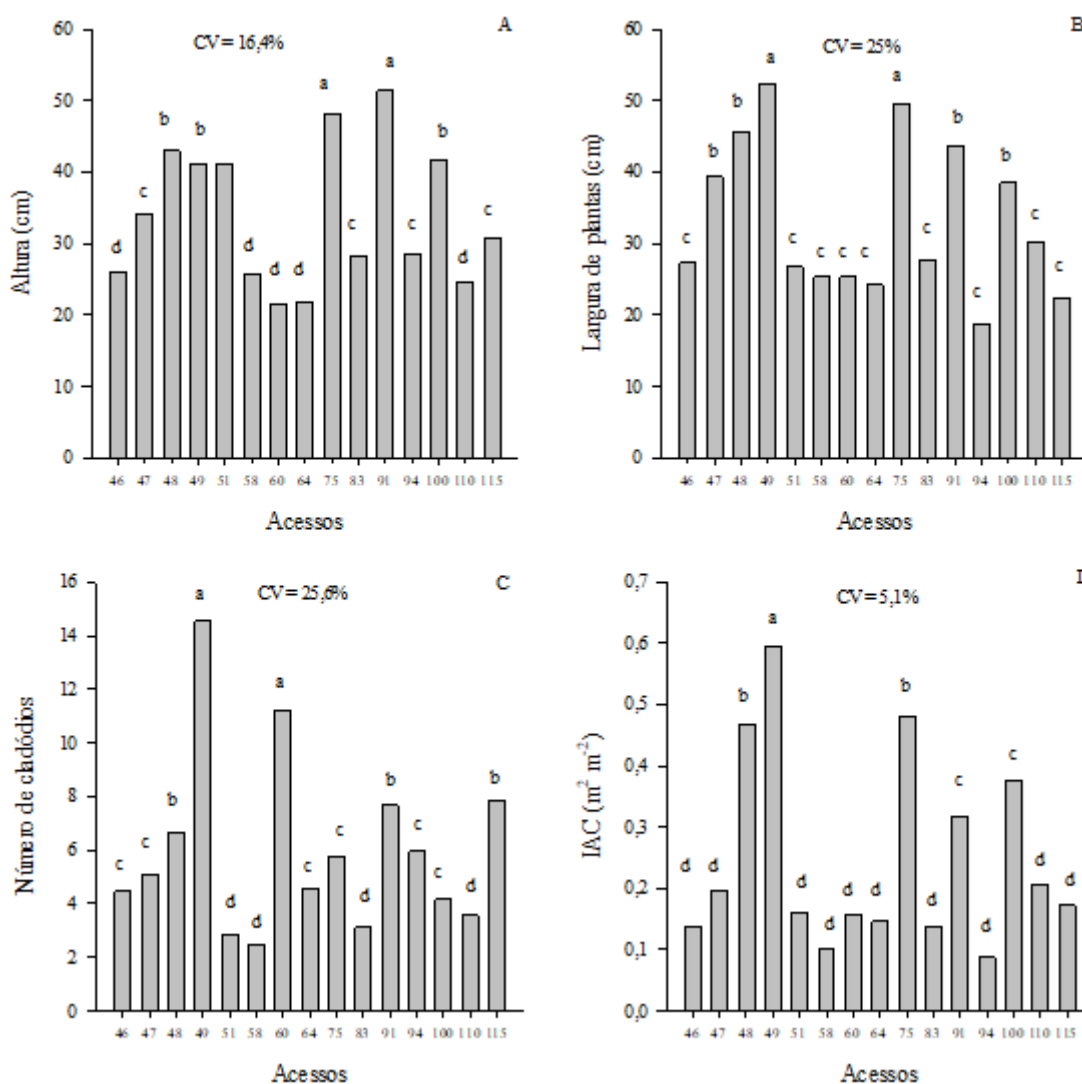 A
CV= 16,4%
Altura (cm)
60
50
40
30
20
10
0
d
c
b
b
d
d
d
a
c
a
c
b
d
c
46 47 48 49 51 58 60 64 75 83 91 94 100 110 115
Acessos
B
CV= 25%
Largura de plantas (cm)
60
50
40
30
20
10
0
c
b
b
a
c
c
c
c
a
c
b
c
b
c
c
46 47 48 49 51 58 60 64 75 83 91 94 100 110 115
Acessos
C
CV= 25,6%
Número de cladódios
16
14
12
10
8
6
4
2
0
c
c
b
a
d
d
a
c
c
d
b
c
c
d
b
46 47 48 49 51 58 60 64 75 83 91 94 100 110 115
Acessos
CV= 5,1%
IAC (m² m⁻²)
0,7
0,6
0,5
0,4
0,3
0,2
0,1
0,0
d
d
b
a
d
d
d
d
b
d
c
d
c
d
d
46 47 48 49 51 58 60 64 75 83 91 94 100 110 115
Acessos